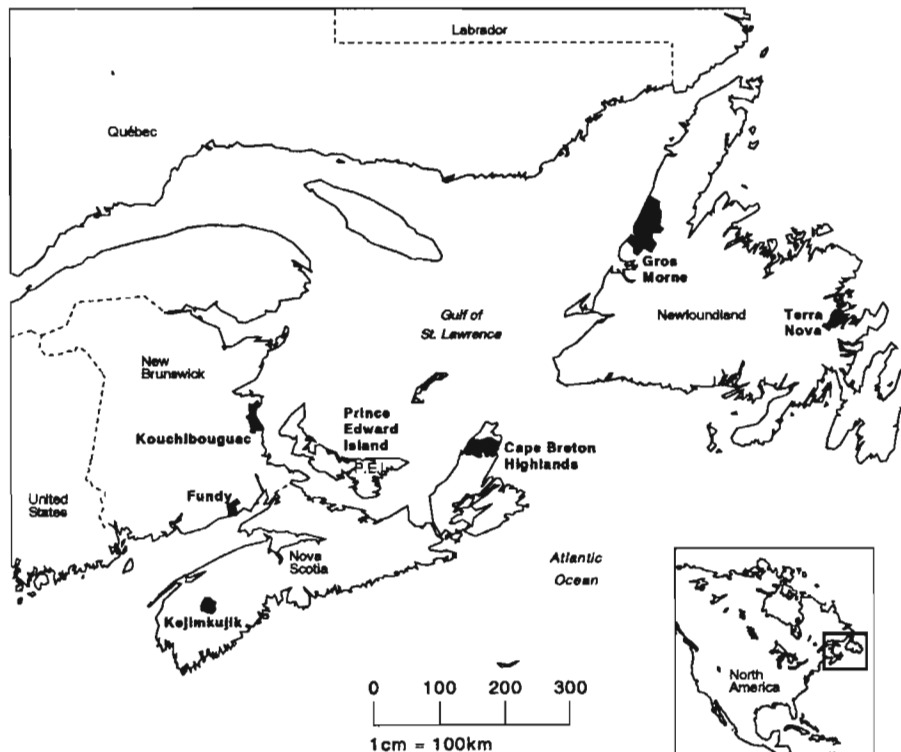 Labrador
Québec
Gros
Morne
Gulf of
St. Lawrence
Newfoundland
Terra
Nova
New
Brunswick
Prince
Edward
Island
Kouchibouguac
P.E.I.
Cape Breton
Highlands
Fundy
United
States
Nova
Scotia
Atlantic
Ocean
Kejimkujik
North
America
0 100 200 300
1cm = 100km